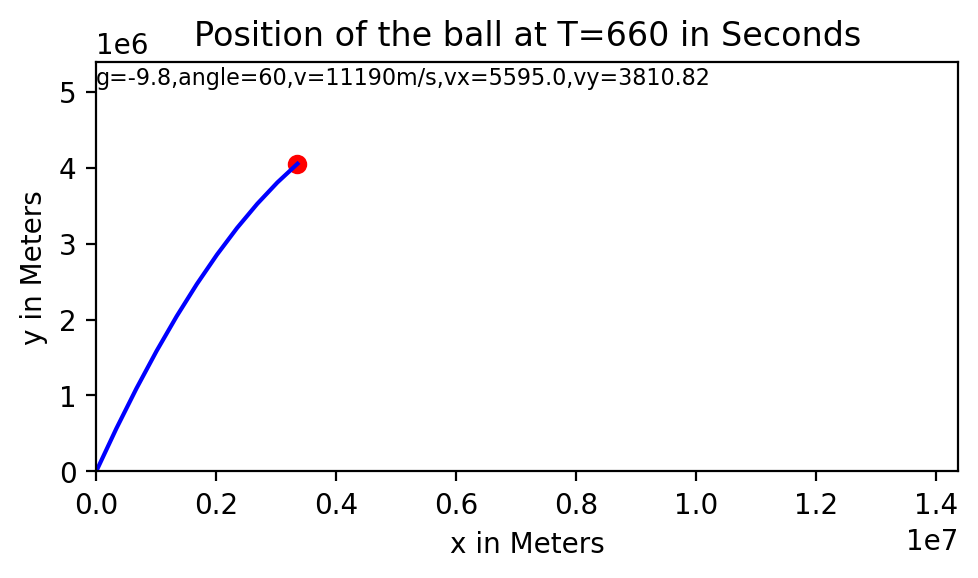 Position of the ball at T=660 in Seconds
1e6
g=-9.8,angle=60,v=11190m/s,vx=5595.0,vy=3810.82
5
4
3
2
1
0
y in Meters
0.0 0.2 0.4 0.6 0.8 1.0 1.2 1.4
x in Meters
1e7